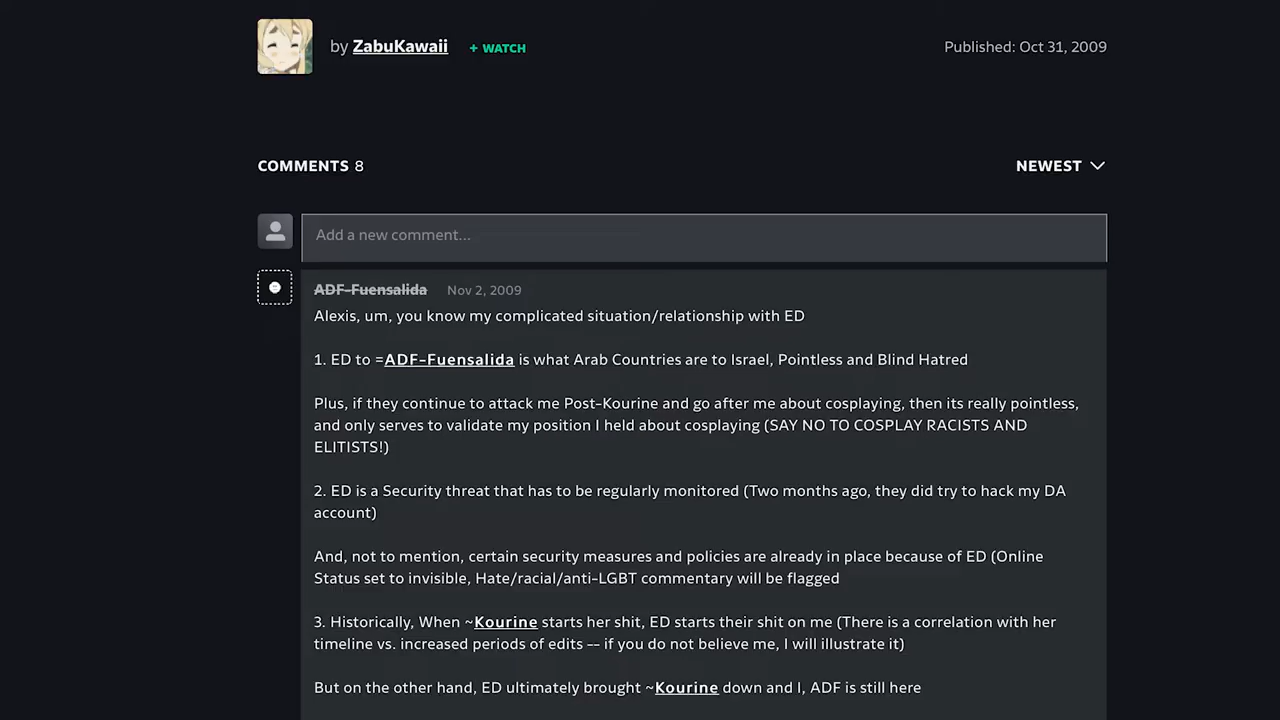 by ZabuKawaii + WATCH Published: Oct 31, 2009
COMMENTS 8 NEWEST
Add a new comment...
ADF-Fuensalida Nov 2, 2009
Alexis, um, you know my complicated situation/relationship with ED
1. ED to =ADF-Fuensalida is what Arab Countries are to Israel, Pointless and Blind Hatred
Plus, if they continue to attack me Post-Kourine and go after me about cosplaying, then its really pointless,
and only serves to validate my position I held about cosplaying (SAY NO TO COSPLAY RACISTS AND
ELITISTS!)
2. ED is a Security threat that has to be regularly monitored (Two months ago, they did try to hack my DA
account)
And, not to mention, certain security measures and policies are already in place because of ED (Online
Status set to invisible, Hate/racial/anti-LGBT commentary will be flagged
3. Historically, When ~Kourine starts her shit, ED starts their shit on me (There is a correlation with her
timeline vs. increased periods of edits -- if you do not believe me, I will illustrate it)
But on the other hand, ED ultimately brought ~Kourine down and I, ADF is still here